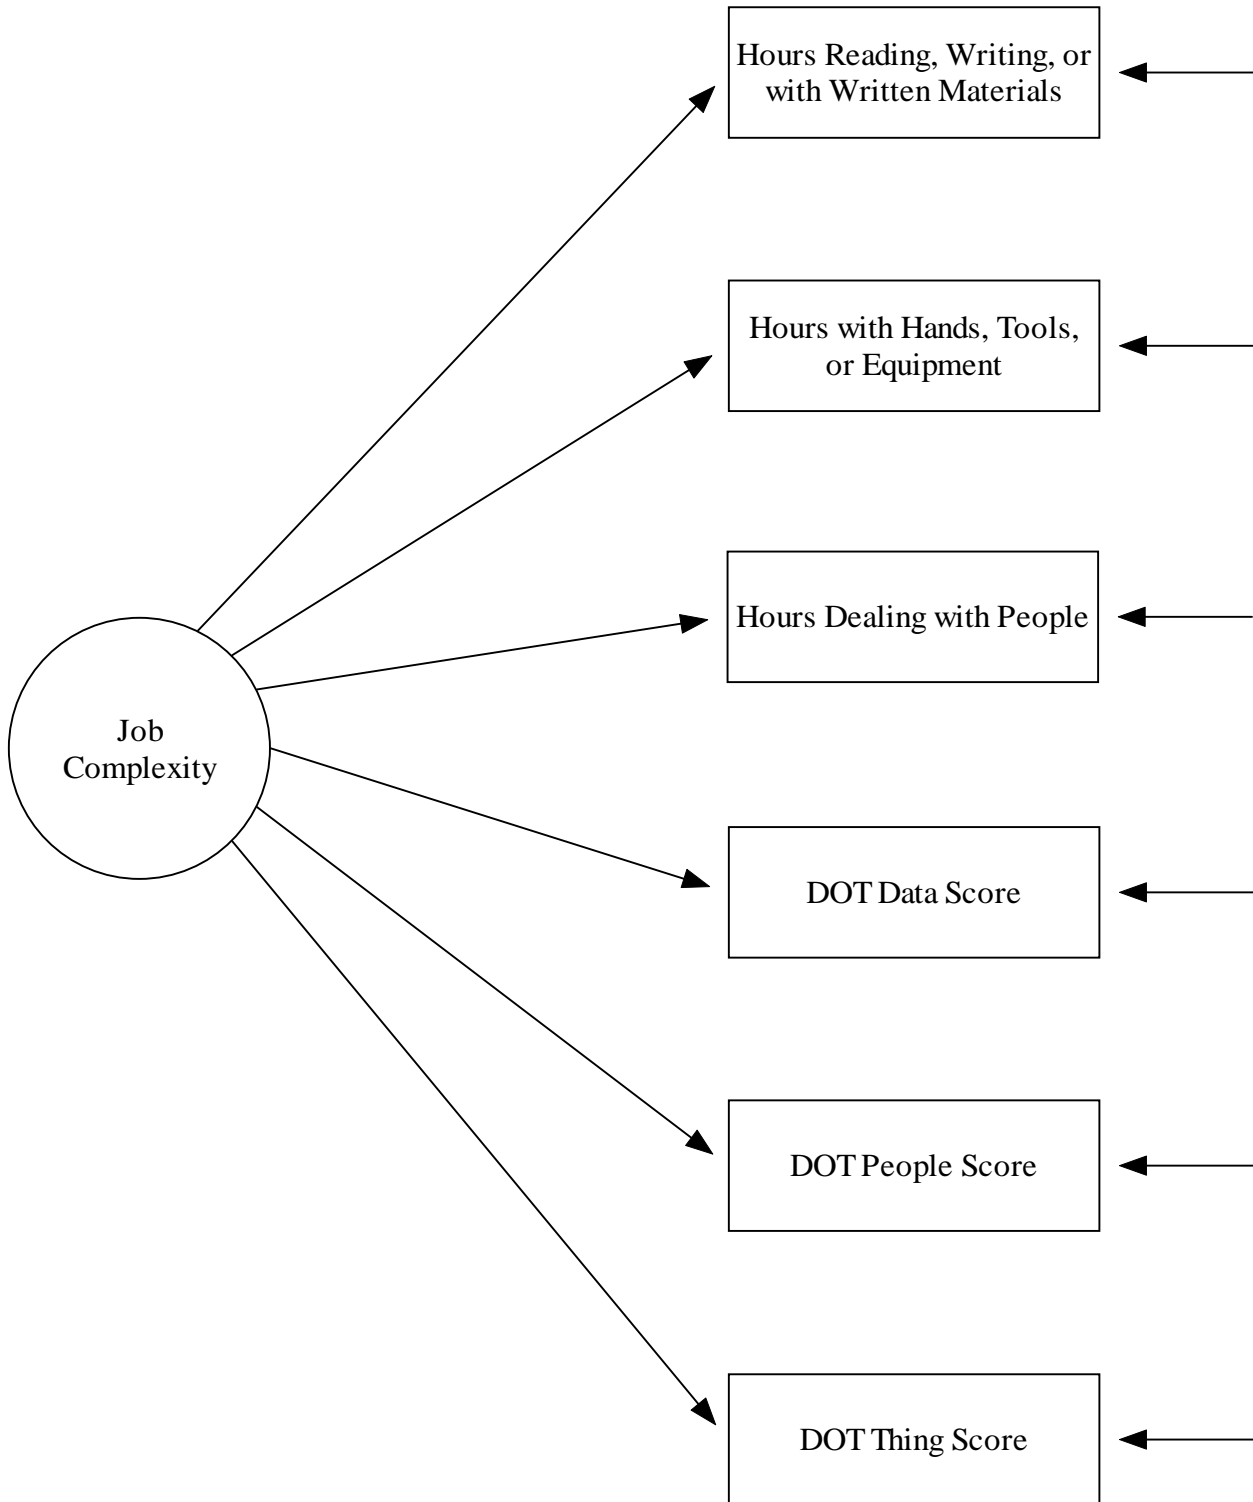 Hours Reading, Writing, or
with Written Materials
Hours with Hands, Tools,
or Equipment
Hours Dealing with People
Job
Complexity
DOT Data Score
DOT People Score
DOT Thing Score